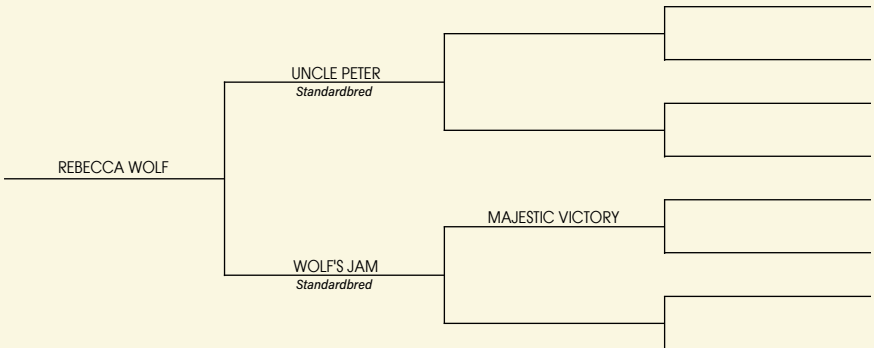 UNCLE PETER
Standardbred
REBECCA WOLF
MAJESTIC VICTORY
WOLF'S JAM
Standardbred